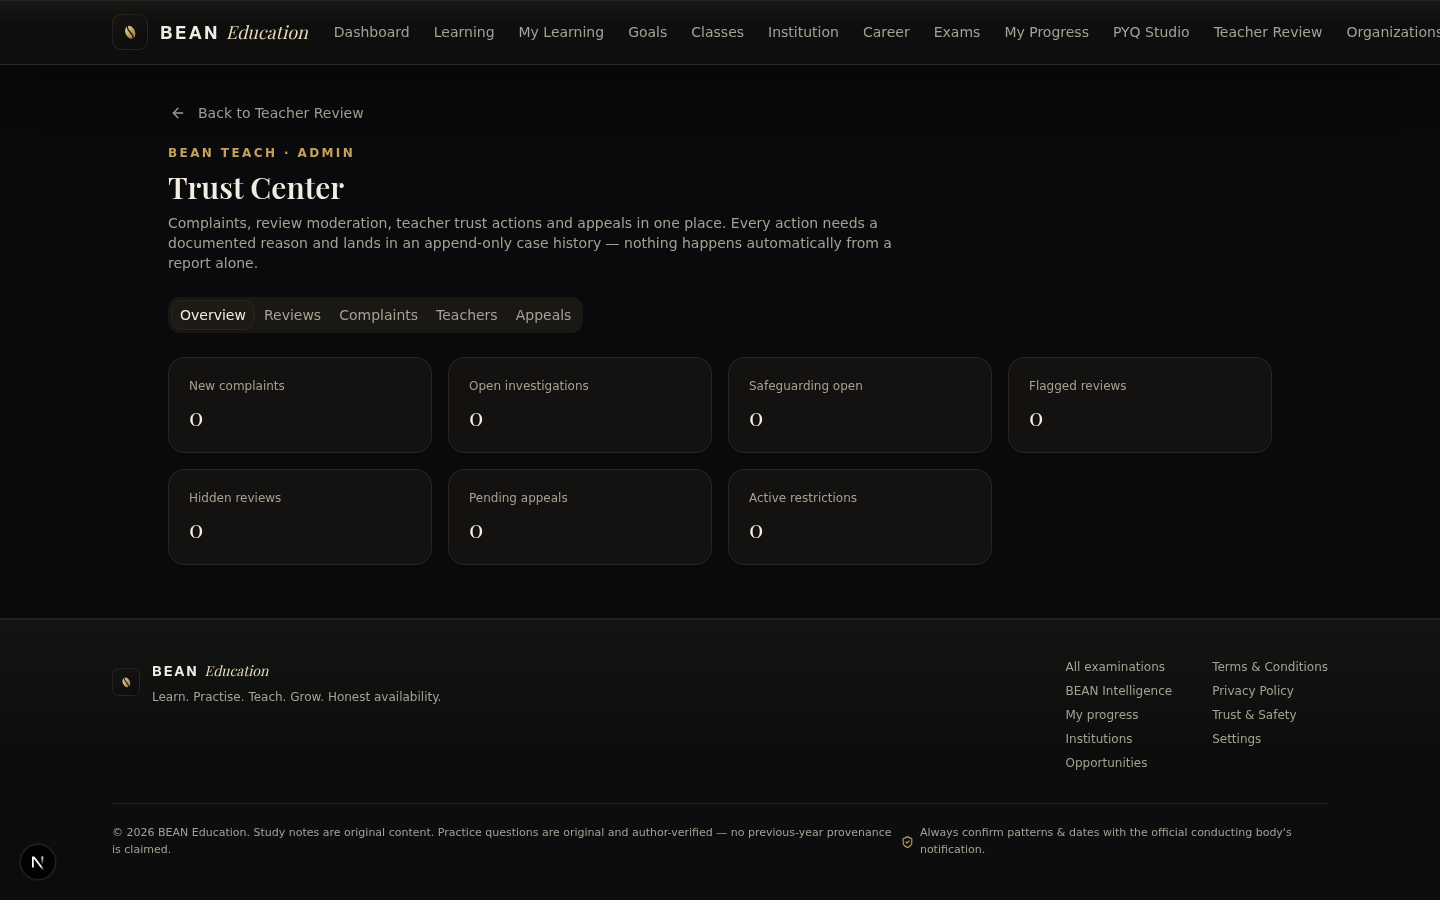 BEAN Education Dashboard Learning My Learning Goals Classes Institution Career Exams My Progress PYQ Studio Teacher Review Organizations
Back to Teacher Review
BEAN TEACH · ADMIN
Trust Center
Complaints, review moderation, teacher trust actions and appeals in one place. Every action needs a
documented reason and lands in an append-only case history — nothing happens automatically from a
report alone.
Overview Reviews Complaints Teachers Appeals
New complaints
0
Open investigations
0
Safeguarding open
0
Flagged reviews
0
Hidden reviews
0
Pending appeals
0
Active restrictions
0
BEAN Education
Learn. Practise. Teach. Grow. Honest availability.
All examinations
BEAN Intelligence
My progress
Institutions
Opportunities
Terms & Conditions
Privacy Policy
Trust & Safety
Settings
© 2026 BEAN Education. Study notes are original content. Practice questions are original and author-verified — no previous-year provenance
is claimed.
Always confirm patterns & dates with the official conducting body's
notification.
N